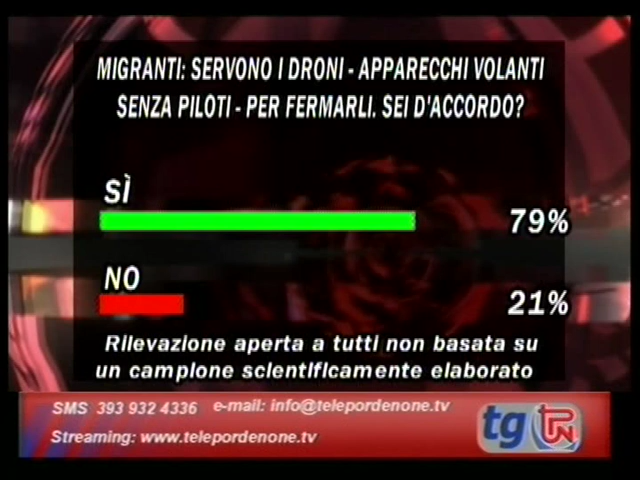 MIGRANTI: SERVONO I DRONI - APPARECCHI VOLANTI
SENZA PILOTI - PER FERMARLI. SEI D'ACCORDO?
SÌ
79%
NO
21%
Rilevazione aperta a tutti non basata su
un campione scientificamente elaborato
SMS 393 932 4336 e-mail: info@telepordenone.tv
Streaming: www.telepordenone.tv
tg TPN